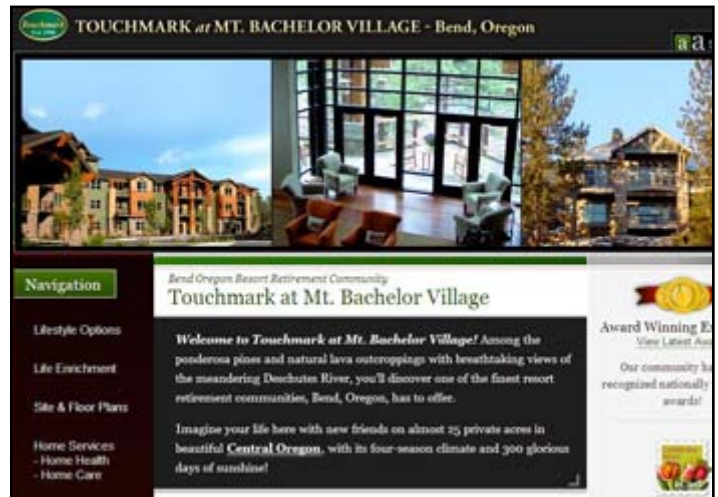 Touchmark
TOUCHMARK at MT. BACHELOR VILLAGE - Bend, Oregon
a a
Navigation
Lifestyle Options
Life Enrichment
Site & Floor Plans
Home Services
- Home Health
- Home Care
Bend Oregon Resort Retirement Community
Touchmark at Mt. Bachelor Village
Welcome to Touchmark at Mt. Bachelor Village! Among the
ponderosa pines and natural lava outcroppings with breathtaking views of
the meandering Deschutes River, you'll discover one of the finest resort
retirement communities, Bend, Oregon, has to offer.
Imagine your life here with new friends on almost 25 private acres in
beautiful Central Oregon, with its four-season climate and 300 glorious
days of sunshine!
Award Winning E
View Latest Awa
Our community ha
recognized nationally
awards!